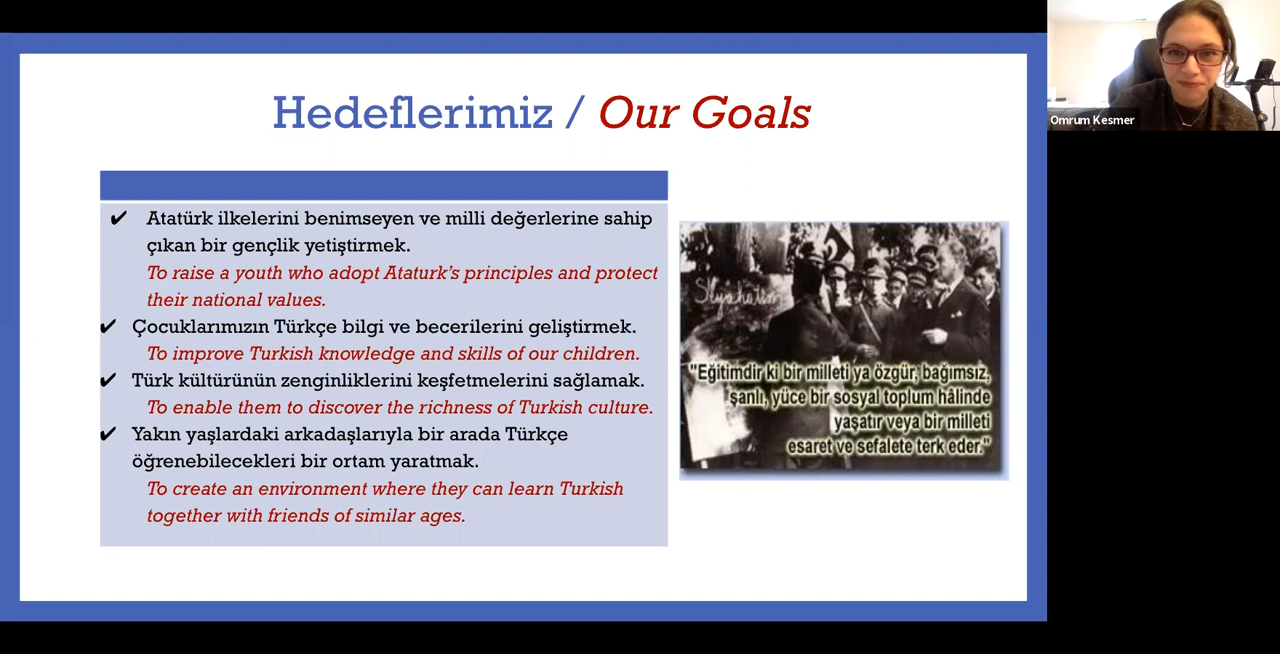 Hedeflerimiz / Our Goals
✔ Atatürk ilkelerini benimseyen ve milli değerlerine sahip
çıkan bir gençlik yetiştirmek.
To raise a youth who adopt Ataturk's principles and protect
their national values.
✔ Çocuklarımızın Türkçe bilgi ve becerilerini geliştirmek.
To improve Turkish knowledge and skills of our children.
✔ Türk kültürünün zenginliklerini keşfetmelerini sağlamak.
To enable them to discover the richness of Turkish culture.
✔ Yakın yaşlardaki arkadaşlarıyla bir arada Türkçe
öğrenebilecekleri bir ortam yaratmak.
To create an environment where they can learn Turkish
together with friends of similar ages.
"Eğitimdir ki bir milleti ya özgür, bağımsız,
şanlı, yüce bir sosyal toplum hâlinde
yaşatır veya bir milleti
esaret ve sefalete terk eder."
Omrum Kesmer